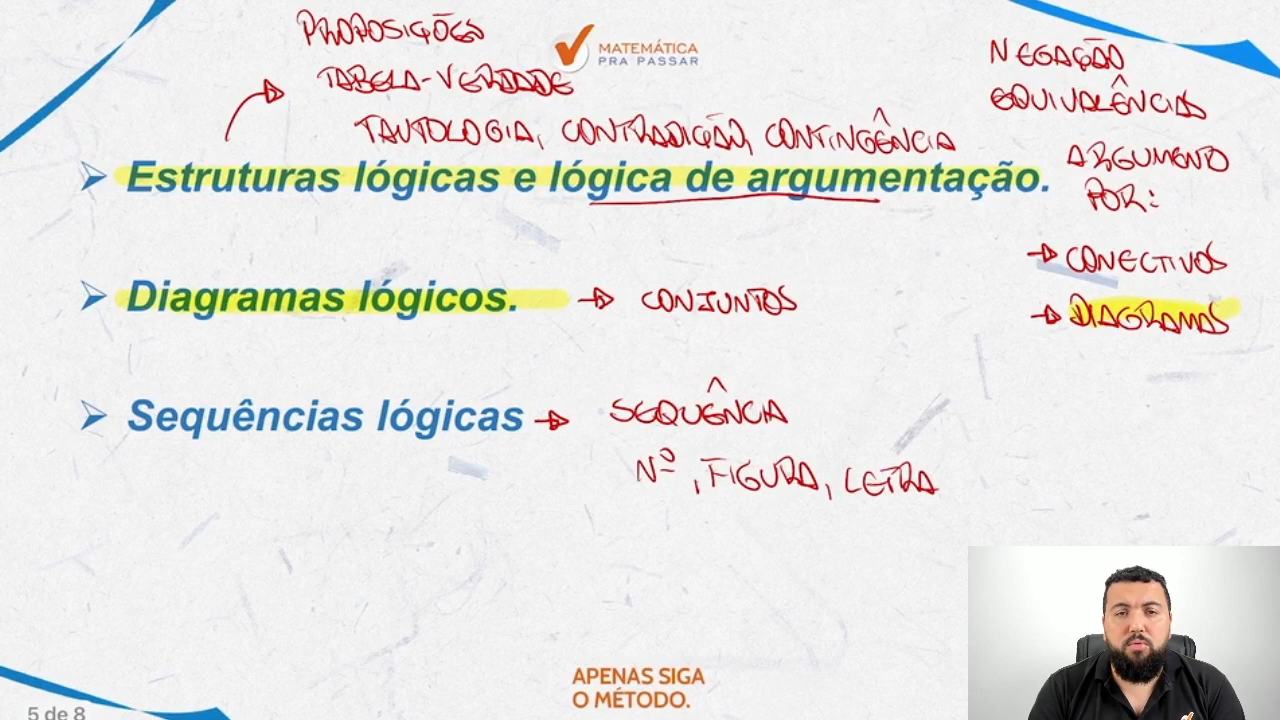 PROPOSIÇÕES
TABELA-VERDADE
TAUTOLOGIA, CONTRADIÇÃO, CONTINGÊNCIA
MATEMÁTICA
PRA PASSAR
NEGAÇÃO
EQUIVALÊNCIAS
ARGUMENTO
POR:
→ CONECTIVOS
→ DIAGRAMAS
Estruturas lógicas e lógica de argumentação.
Diagramas lógicos. → CONJUNTOS
Sequências lógicas → SEQUÊNCIA
Nº, FIGURA, LETRA
APENAS SIGA
O MÉTODO.
5 de 8